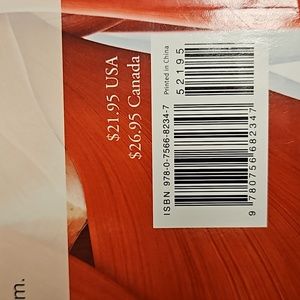 $21.95 USA
$26.95 Canada
Printed in China
52195
ISBN 978-0-7566-8234-7
9 780756 682347
m.